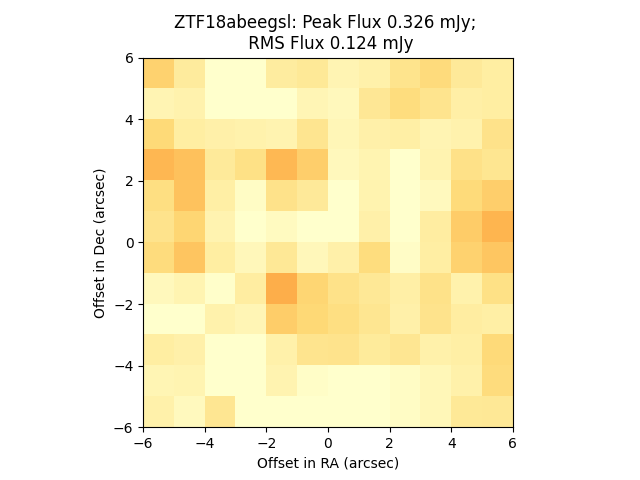 ZTF18abeegsl: Peak Flux 0.326 mJy;
RMS Flux 0.124 mJy
6
4
2
0
−2
−4
−6
Offset in Dec (arcsec)
−6 −4 −2 0 2 4 6
Offset in RA (arcsec)